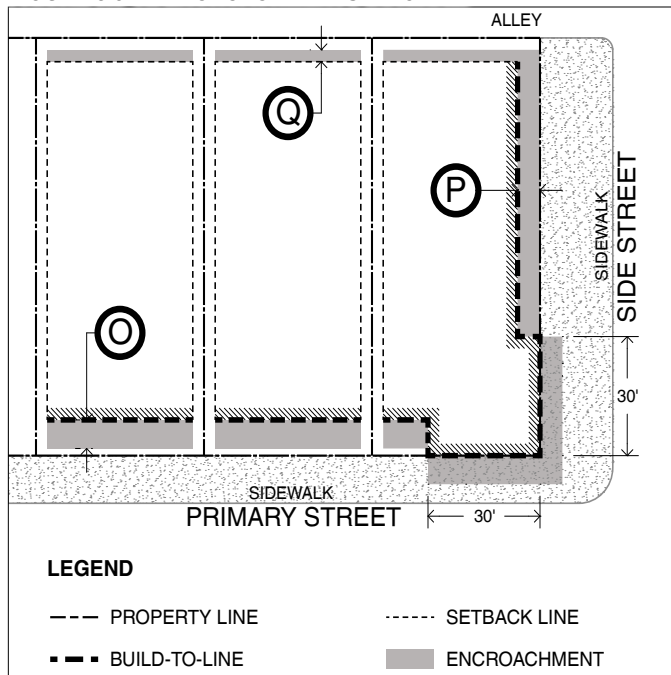 ALLEY
Q
P
SIDEWALK
SIDE STREET
O
30'
SIDEWALK
PRIMARY STREET
30'
LEGEND
PROPERTY LINE
SETBACK LINE
BUILD-TO-LINE
ENCROACHMENT